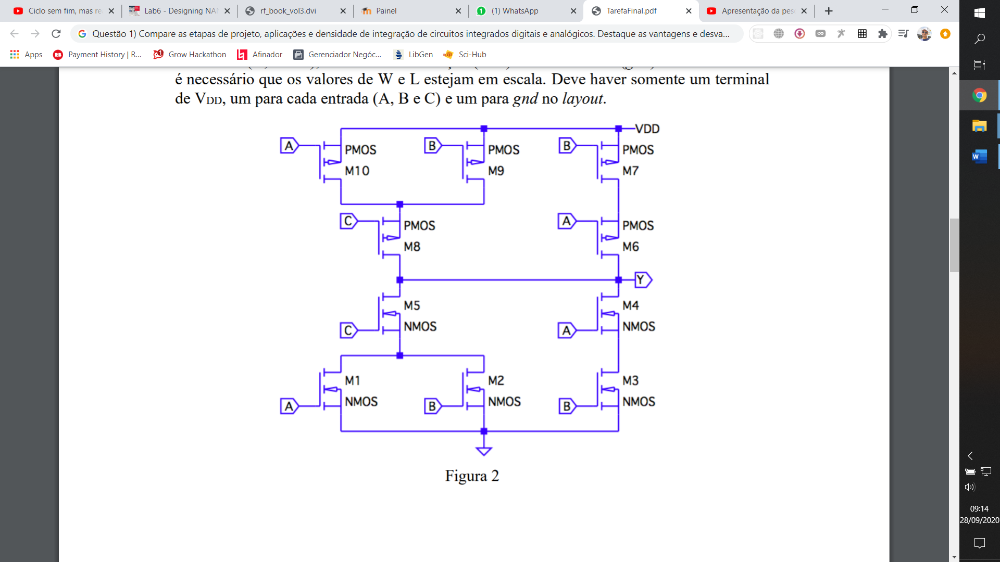 Ciclo sem fim, mas re
Lab6 - Designing NAN
rf_book_vol3.dvi
Painel
(1) WhatsApp
TarefaFinal.pdf
Apresentação da pes
Questão 1) Compare as etapas de projeto, aplicações e densidade de integração de circuitos integrados digitais e analógicos. Destaque as vantagens e desva...
Apps
Payment History | R...
Grow Hackathon
Afinador
Gerenciador Negóc...
LibGen
Sci-Hub
é necessário que os valores de W e L estejam em escala. Deve haver somente um terminal
de VDD, um para cada entrada (A, B e C) e um para gnd no layout.
VDD
A
PMOS
M10
B
PMOS
M9
B
PMOS
M7
C
PMOS
M8
A
PMOS
M6
Y
M5
C
NMOS
M4
A
NMOS
M1
A
NMOS
M2
B
NMOS
M3
B
NMOS
Figura 2
09:14
28/09/2020